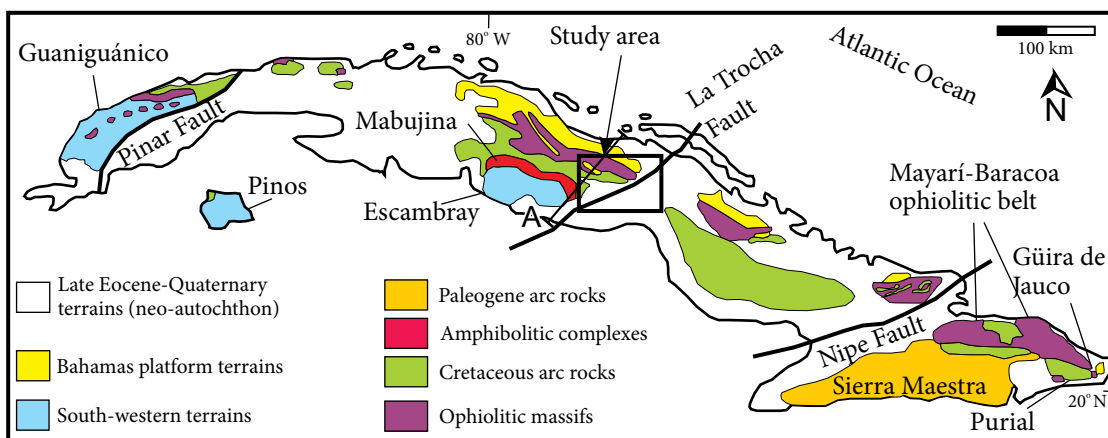 Guaniguánico
80° W
Study area
Atlantic Ocean
100 km
N
La Trocha
Fault
Mabujina
Pinar Fault
Pinos
Escambray
A
Mayarí-Baracoa
ophiolitic belt
Güira de
Jauco
Late Eocene-Quaternary
terrains (neo-autochthon)
Bahamas platform terrains
South-western terrains
Paleogene arc rocks
Amphibolitic complexes
Cretaceous arc rocks
Ophiolitic massifs
Nipe Fault
Sierra Maestra
Purial
20° N